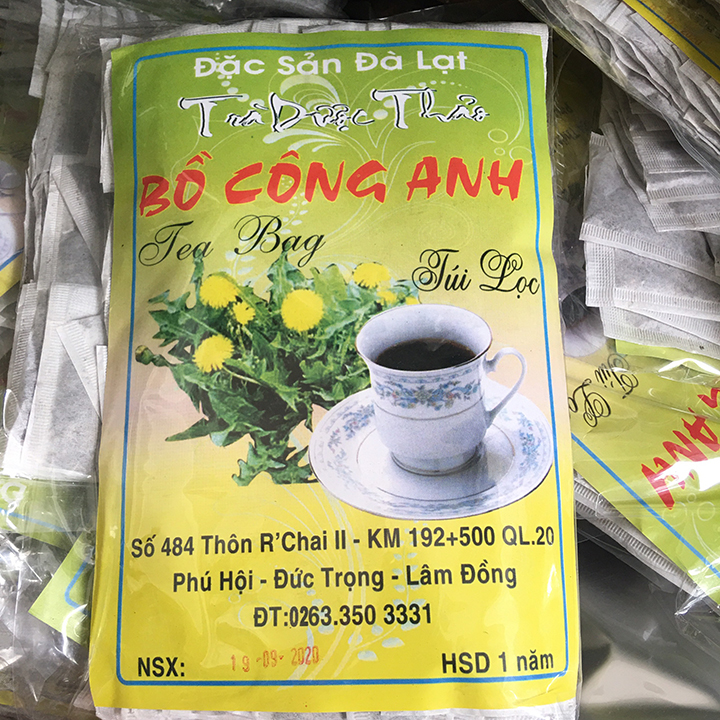 Đặc Sản Đà Lạt
Trà Dược Thảo
BỒ CÔNG ANH
Tea Bag
Túi Lọc
Số 484 Thôn R'Chai II - KM 192+500 QL.20
Phú Hội - Đức Trọng - Lâm Đồng
ĐT:0263.350 3331
NSX: 19-09-2020 HSD 1 năm